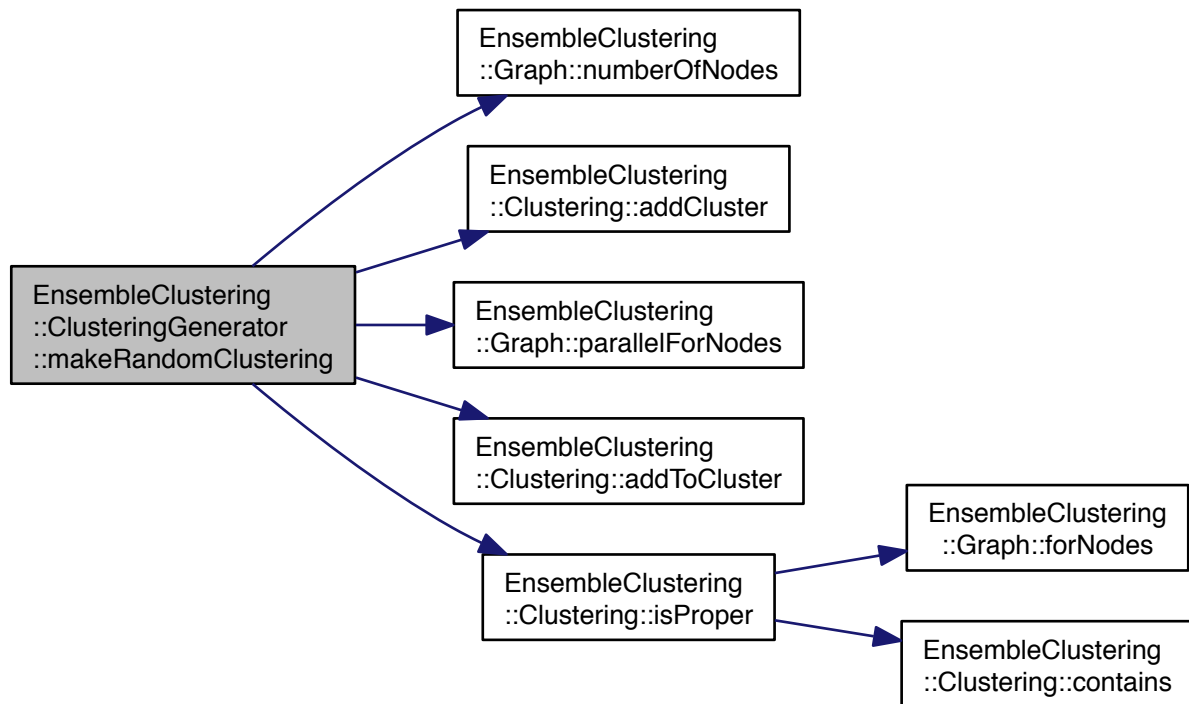 EnsembleClustering
::Graph::numberOfNodes
EnsembleClustering
::Clustering::addCluster
EnsembleClustering
::ClusteringGenerator
::makeRandomClustering
EnsembleClustering
::Graph::parallelForNodes
EnsembleClustering
::Clustering::addToCluster
EnsembleClustering
::Graph::forNodes
EnsembleClustering
::Clustering::isProper
EnsembleClustering
::Clustering::contains